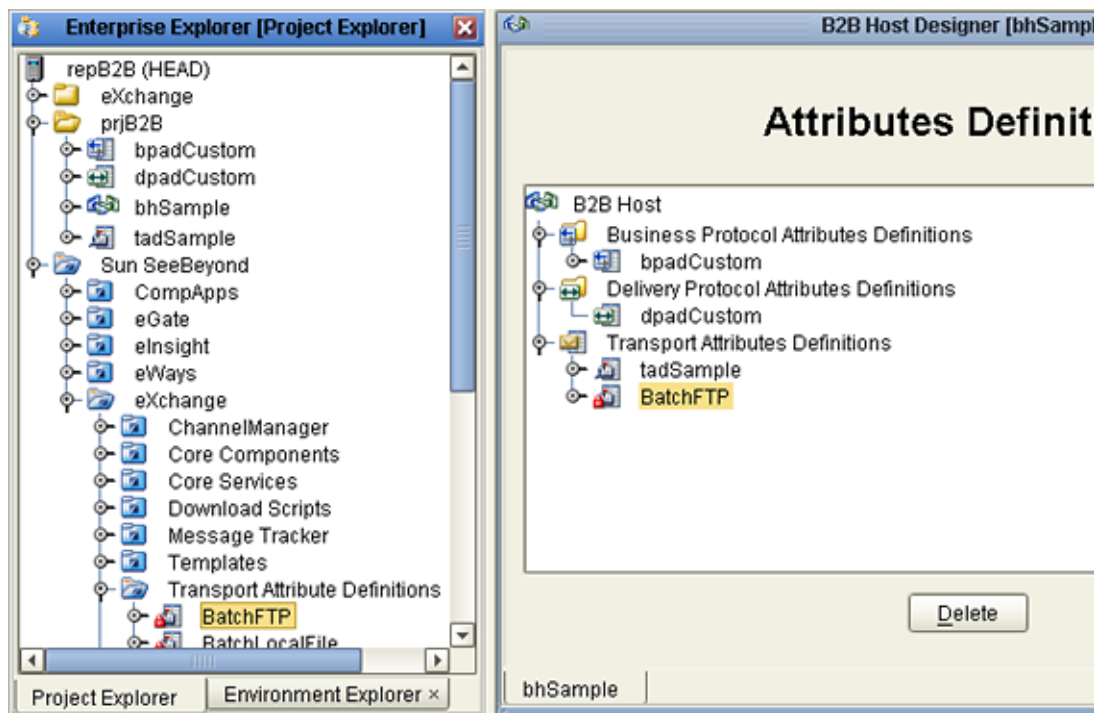 Enterprise Explorer [Project Explorer]
repB2B (HEAD)
eXchange
prjB2B
bpadCustom
dpadCustom
bhSample
tadSample
Sun SeeBeyond
CompApps
eGate
eInsight
eWays
eXchange
ChannelManager
Core Components
Core Services
Download Scripts
Message Tracker
Templates
Transport Attribute Definitions
BatchFTP
BatchLocalFile
Project Explorer
Environment Explorer ×
B2B Host Designer [bhSampl
Attributes Definit
B2B Host
Business Protocol Attributes Definitions
bpadCustom
Delivery Protocol Attributes Definitions
dpadCustom
Transport Attributes Definitions
tadSample
BatchFTP
Delete
bhSample